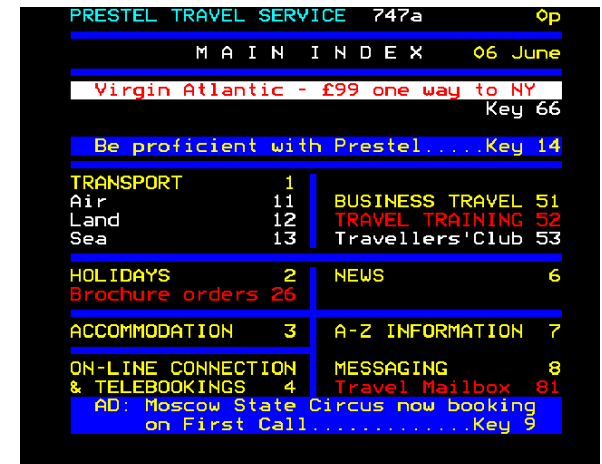 PRESTEL TRAVEL SERVICE 747a 0p
MAIN INDEX 06 June
Virgin Atlantic - £99 one way to NY
Key 66
Be proficient with Prestel.....Key 14
TRANSPORT 1
Air 11 BUSINESS TRAVEL 51
Land 12 TRAVEL TRAINING 52
Sea 13 Travellers'Club 53
HOLIDAYS 2 NEWS 6
Brochure orders 26
ACCOMMODATION 3 A-Z INFORMATION 7
ON-LINE CONNECTION MESSAGING 8
& TELEBOOKINGS 4 Travel Mailbox 81
AD: Moscow State Circus now booking
on First Call.............Key 9